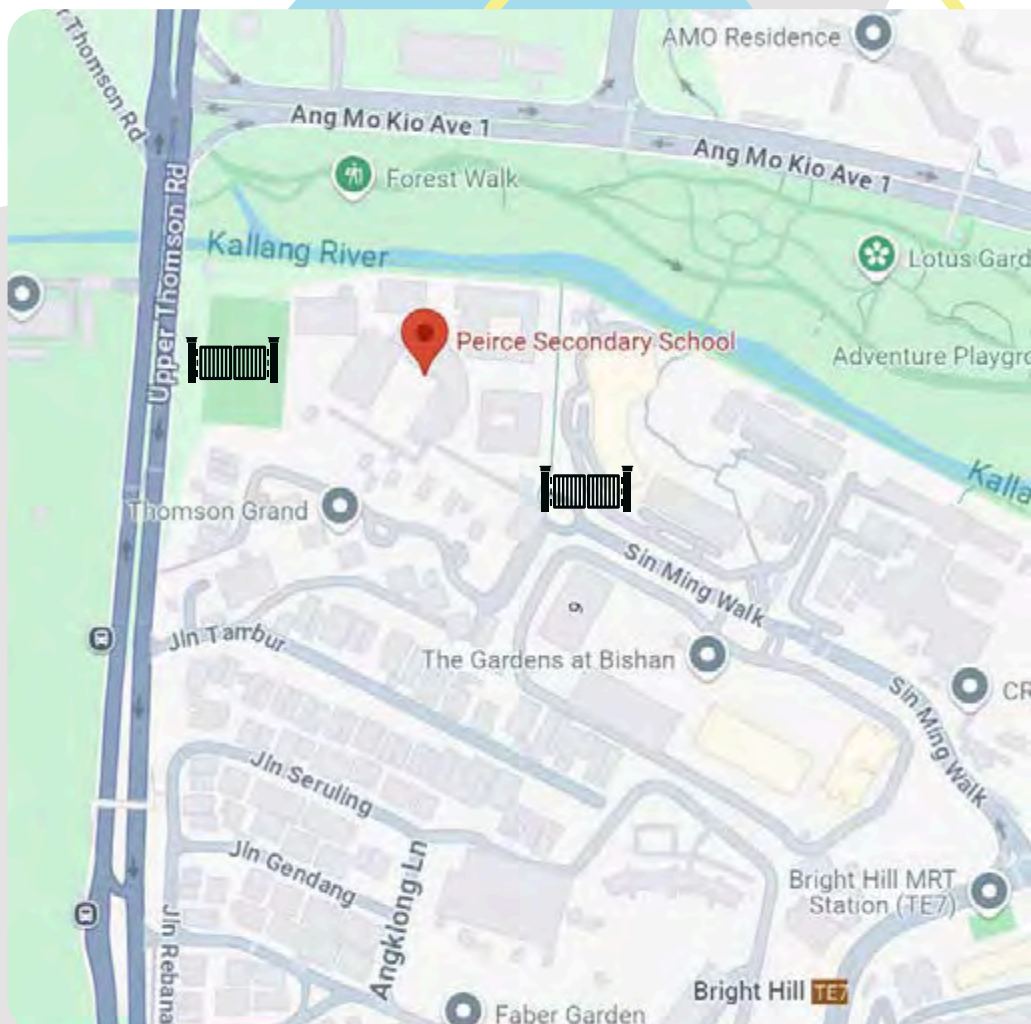 r Thomson Rd
AMO Residence
Ang Mo Kio Ave 1
Ang Mo Kio Ave 1
Forest Walk
Upper Thomson Rd
Kallang River
Lotus Gard
Peirce Secondary School
Adventure Playgro
Kalla
Thomson Grand
Sin Ming Walk
Jln Tambur
The Gardens at Bishan
Sin Ming Walk
CR
Jln Seruling
Jln Gendang
Angklong Ln
Bright Hill MRT
Station (TE7)
Jln Rebana
Bright Hill TE7
Faber Garden